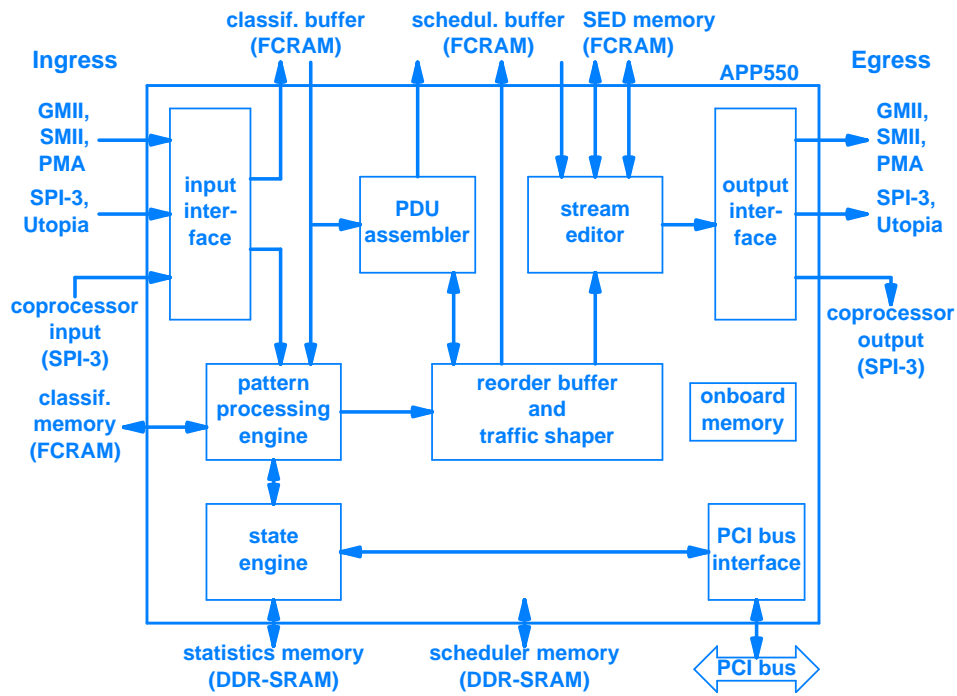 classif. buffer
(FCRAM)
schedul. buffer
(FCRAM)
SED memory
(FCRAM)
Ingress
APP550
Egress
GMII,
SMII,
PMA
SPI-3,
Utopia
coprocessor
input
(SPI-3)
classif.
memory
(FCRAM)
input
inter-
face
PDU
assembler
stream
editor
output
inter-
face
GMII,
SMII,
PMA
SPI-3,
Utopia
coprocessor
output
(SPI-3)
pattern
processing
engine
reorder buffer
and
traffic shaper
onboard
memory
state
engine
PCI bus
interface
statistics memory
(DDR-SRAM)
scheduler memory
(DDR-SRAM)
PCI bus